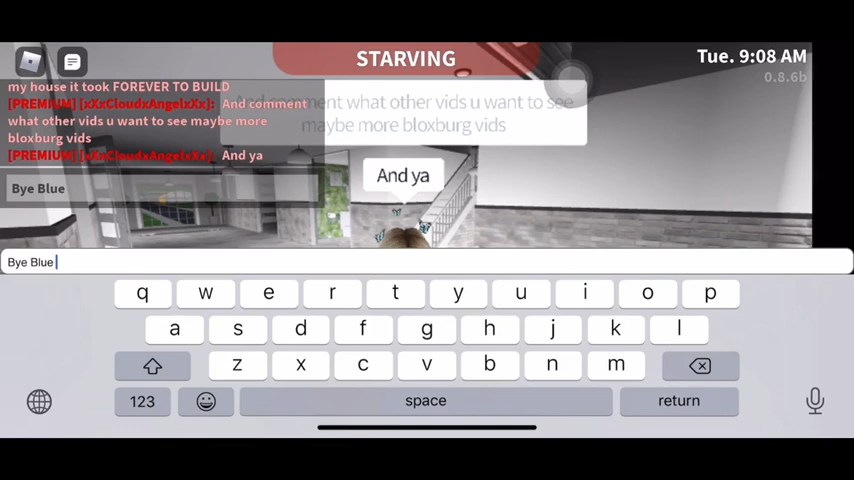 STARVING
Tue. 9:08 AM
0.8.6b
my house it took FOREVER TO BUILD
[PREMIUM] [xXxCloudxAngelxXx]: And comment
what other vids u want to see maybe more
bloxburg vids
[PREMIUM] [xXxCloudxAngelxXx]: And ya
And comment what other vids u want to see
maybe more bloxburg vids
And ya
Bye Blue
Bye Blue
q w e r t y u i o p
a s d f g h j k l
z x c v b n m
123 space return